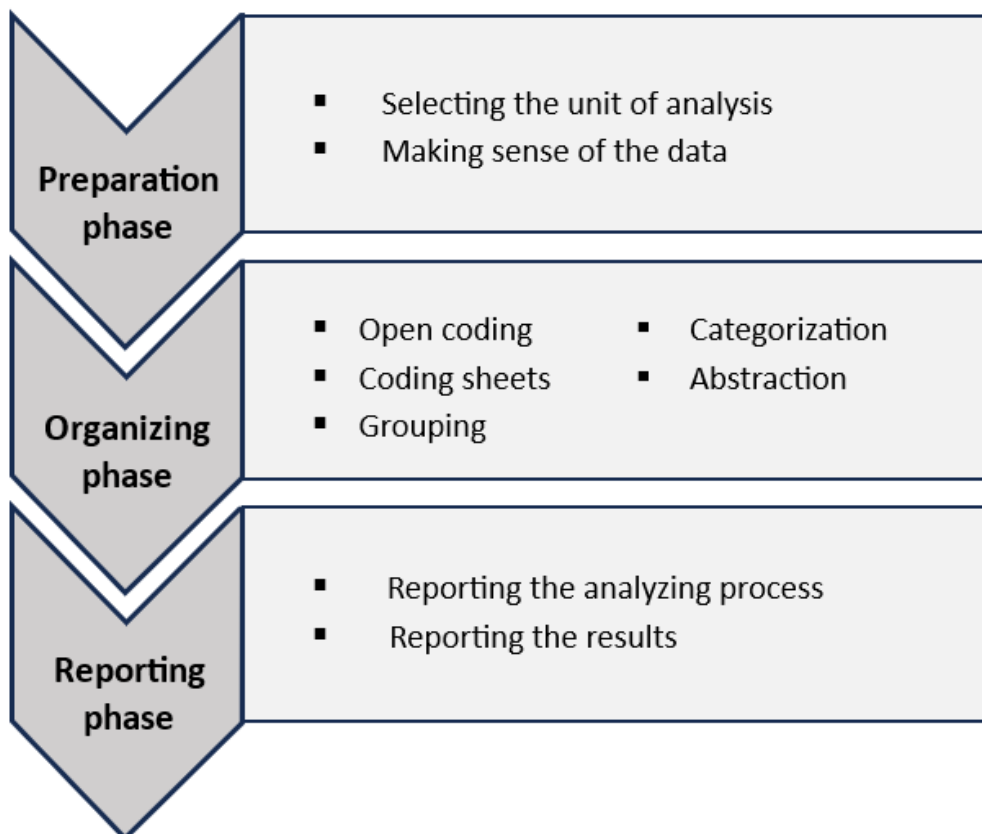 Preparation
phase
Selecting the unit of analysis
Making sense of the data
Organizing
phase
Open coding
Coding sheets
Grouping
Categorization
Abstraction
Reporting
phase
Reporting the analyzing process
Reporting the results